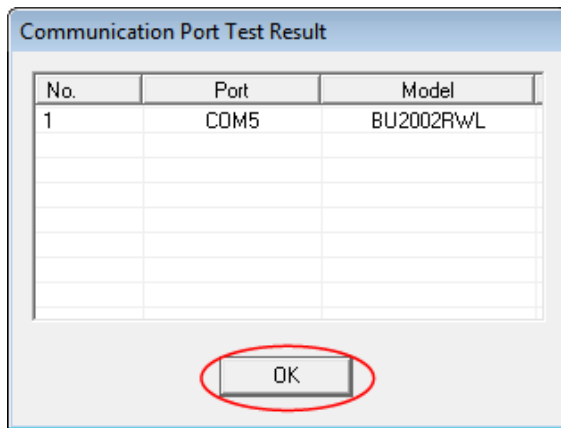 Communication Port Test Result
No. Port Model
1 COM5 BU2002RWL
OK